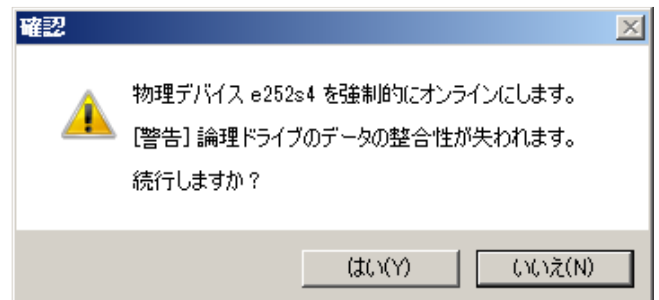 確認
物理デバイス e252s4 を強制的にオンラインにします。
[警告] 論理ドライブのデータの整合性が失われます。
続行しますか？
はい(Y)
いいえ(N)